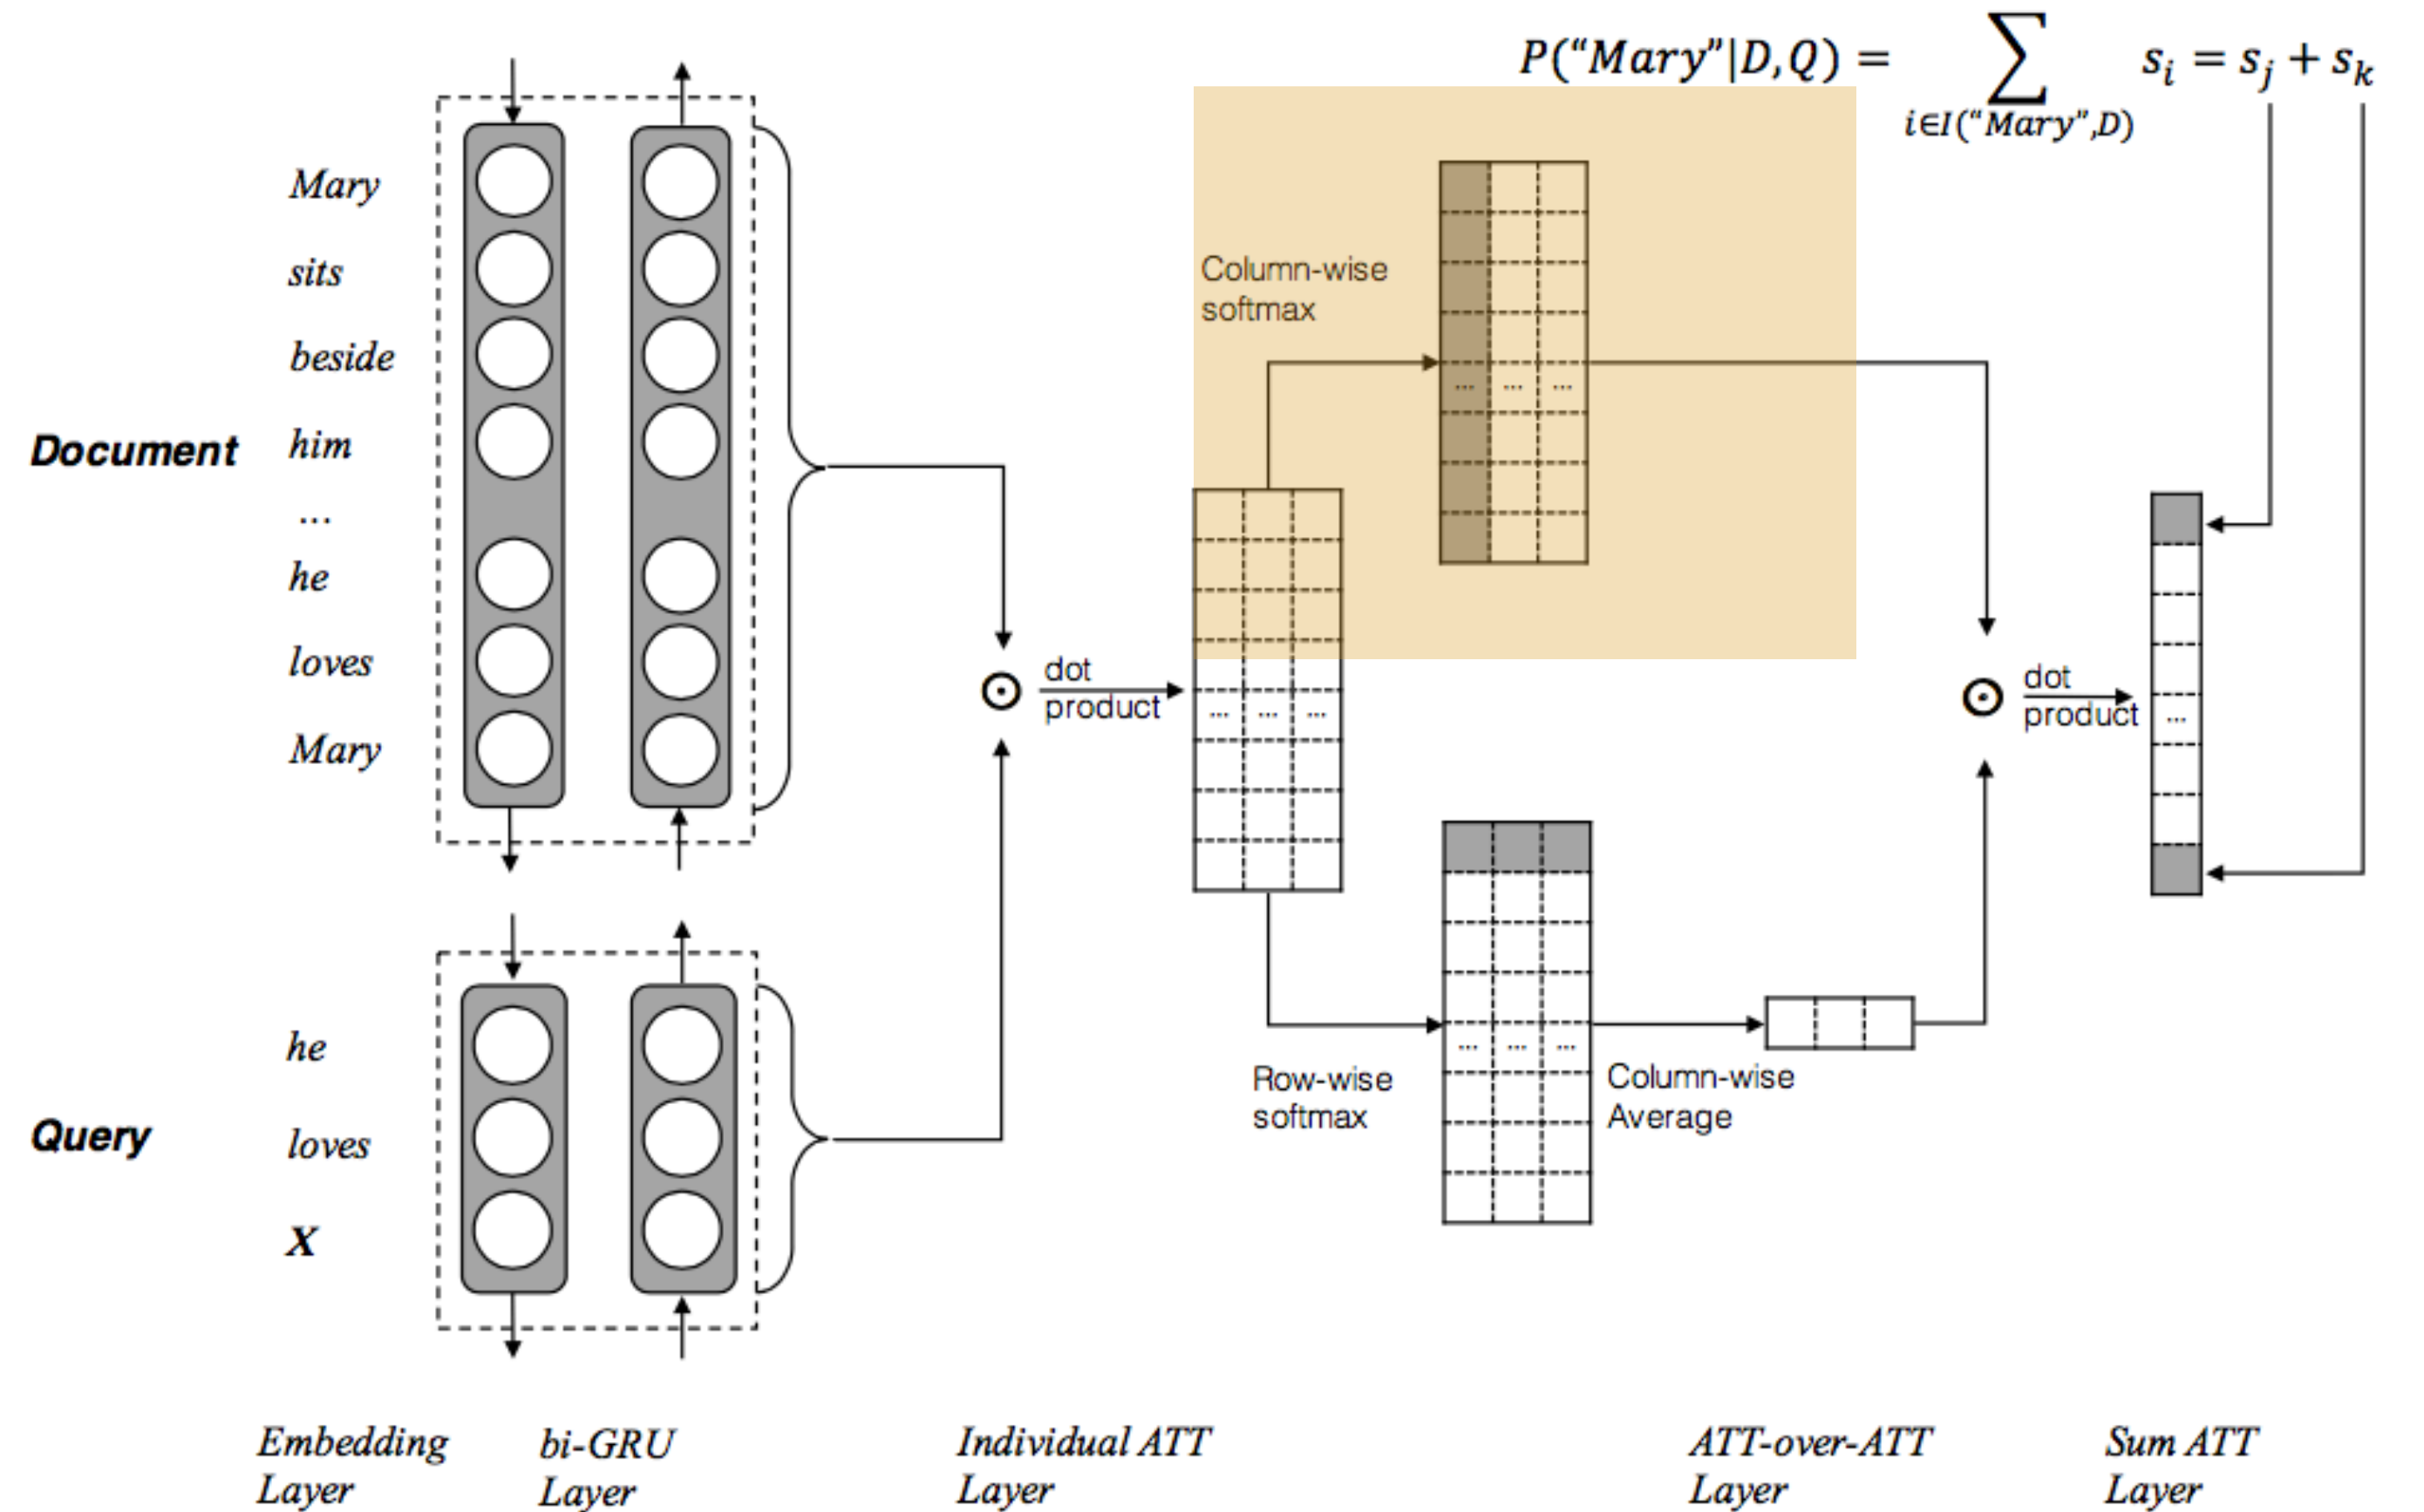 P("Mary"|D,Q) = ∑ s_i = s_j + s_k
i∈I("Mary",D)
Mary
sits
beside
him
...
he
loves
Mary
Document
Column-wise
softmax
... ... ...
dot
product
... ... ...
dot
product
...
he
loves
X
Query
Row-wise
softmax
... ... ...
Column-wise
Average
Embedding
Layer
bi-GRU
Layer
Individual ATT
Layer
ATT-over-ATT
Layer
Sum ATT
Layer